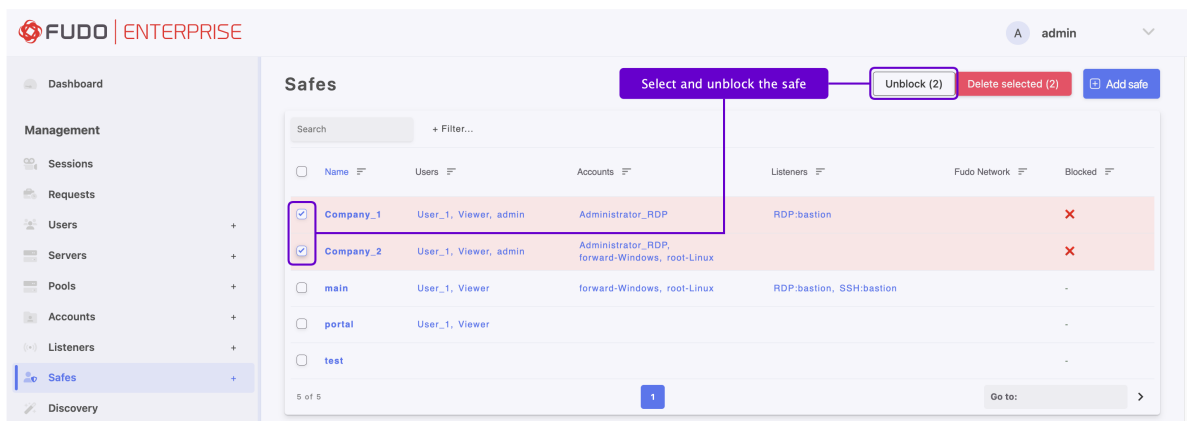 FUDO ENTERPRISE
A admin
Dashboard
Management
Sessions
Requests
Users +
Servers +
Pools +
Accounts +
Listeners +
Safes +
Discovery
Safes
Select and unblock the safe
Unblock (2)
Delete selected (2)
Add safe
Search
+ Filter...
Name Users Accounts Listeners Fudo Network Blocked
Company_1 User_1, Viewer, admin Administrator_RDP RDP:bastion
Company_2 User_1, Viewer, admin Administrator_RDP,
forward-Windows, root-Linux
main User_1, Viewer forward-Windows, root-Linux RDP:bastion, SSH:bastion -
portal User_1, Viewer -
test -
5 of 5 1 Go to: